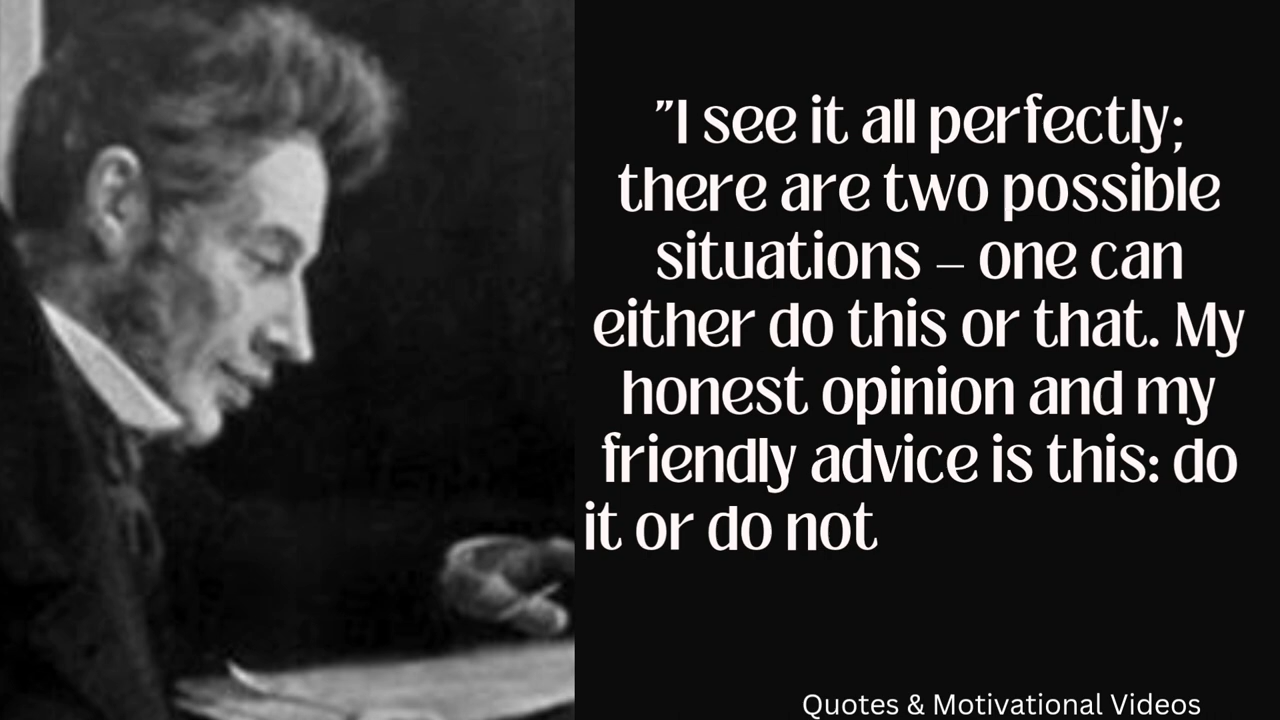 "I see it all perfectly;
there are two possible
situations – one can
either do this or that. My
honest opinion and my
friendly advice is this: do
it or do not
Quotes & Motivational Videos